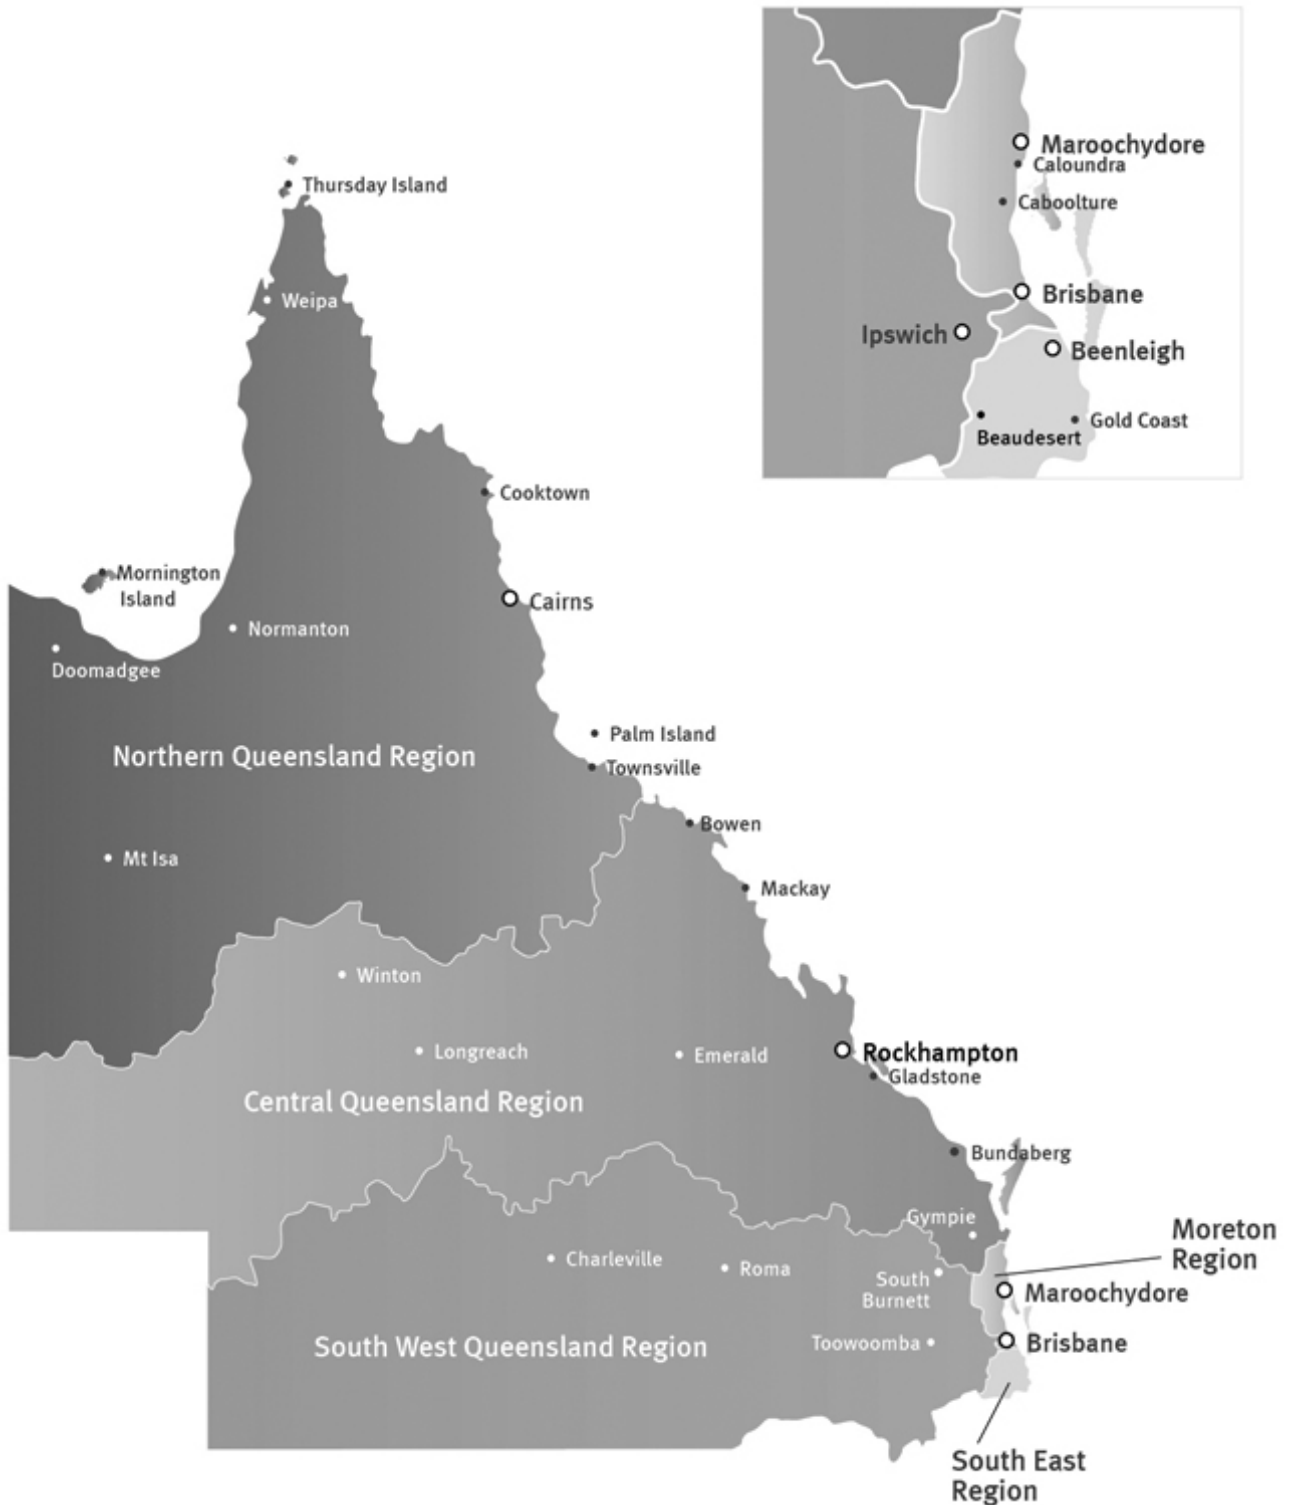 Maroochydore
Caloundra
Caboolture
Brisbane
Ipswich
Beenleigh
Gold Coast
Beaudesert
Thursday Island
Weipa
Cooktown
Mornington
Island
Cairns
Normanton
Doomadgee
Palm Island
Northern Queensland Region
Townsville
Bowen
Mt Isa
Mackay
Winton
Longreach
Emerald
Rockhampton
Gladstone
Central Queensland Region
Bundaberg
Gympie
Moreton
Region
Charleville
Roma
South
Burnett
Maroochydore
South West Queensland Region
Toowoomba
Brisbane
South East
Region